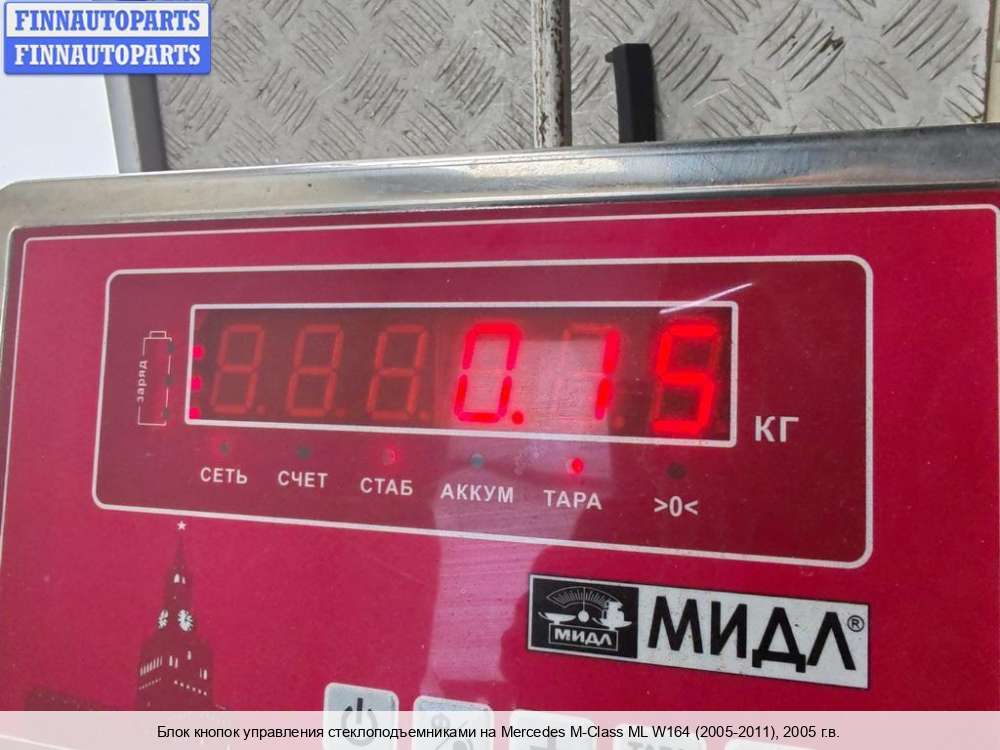 FINNAUTOPARTS
FINNAUTOPARTS
заряд
0.15
КГ
СЕТЬ СЧЕТ СТАБ АККУМ ТАРА >0<
МИДЛ
МИДЛ®
Блок кнопок управления стеклоподъемниками на Mercedes M-Class ML W164 (2005-2011), 2005 г.в.